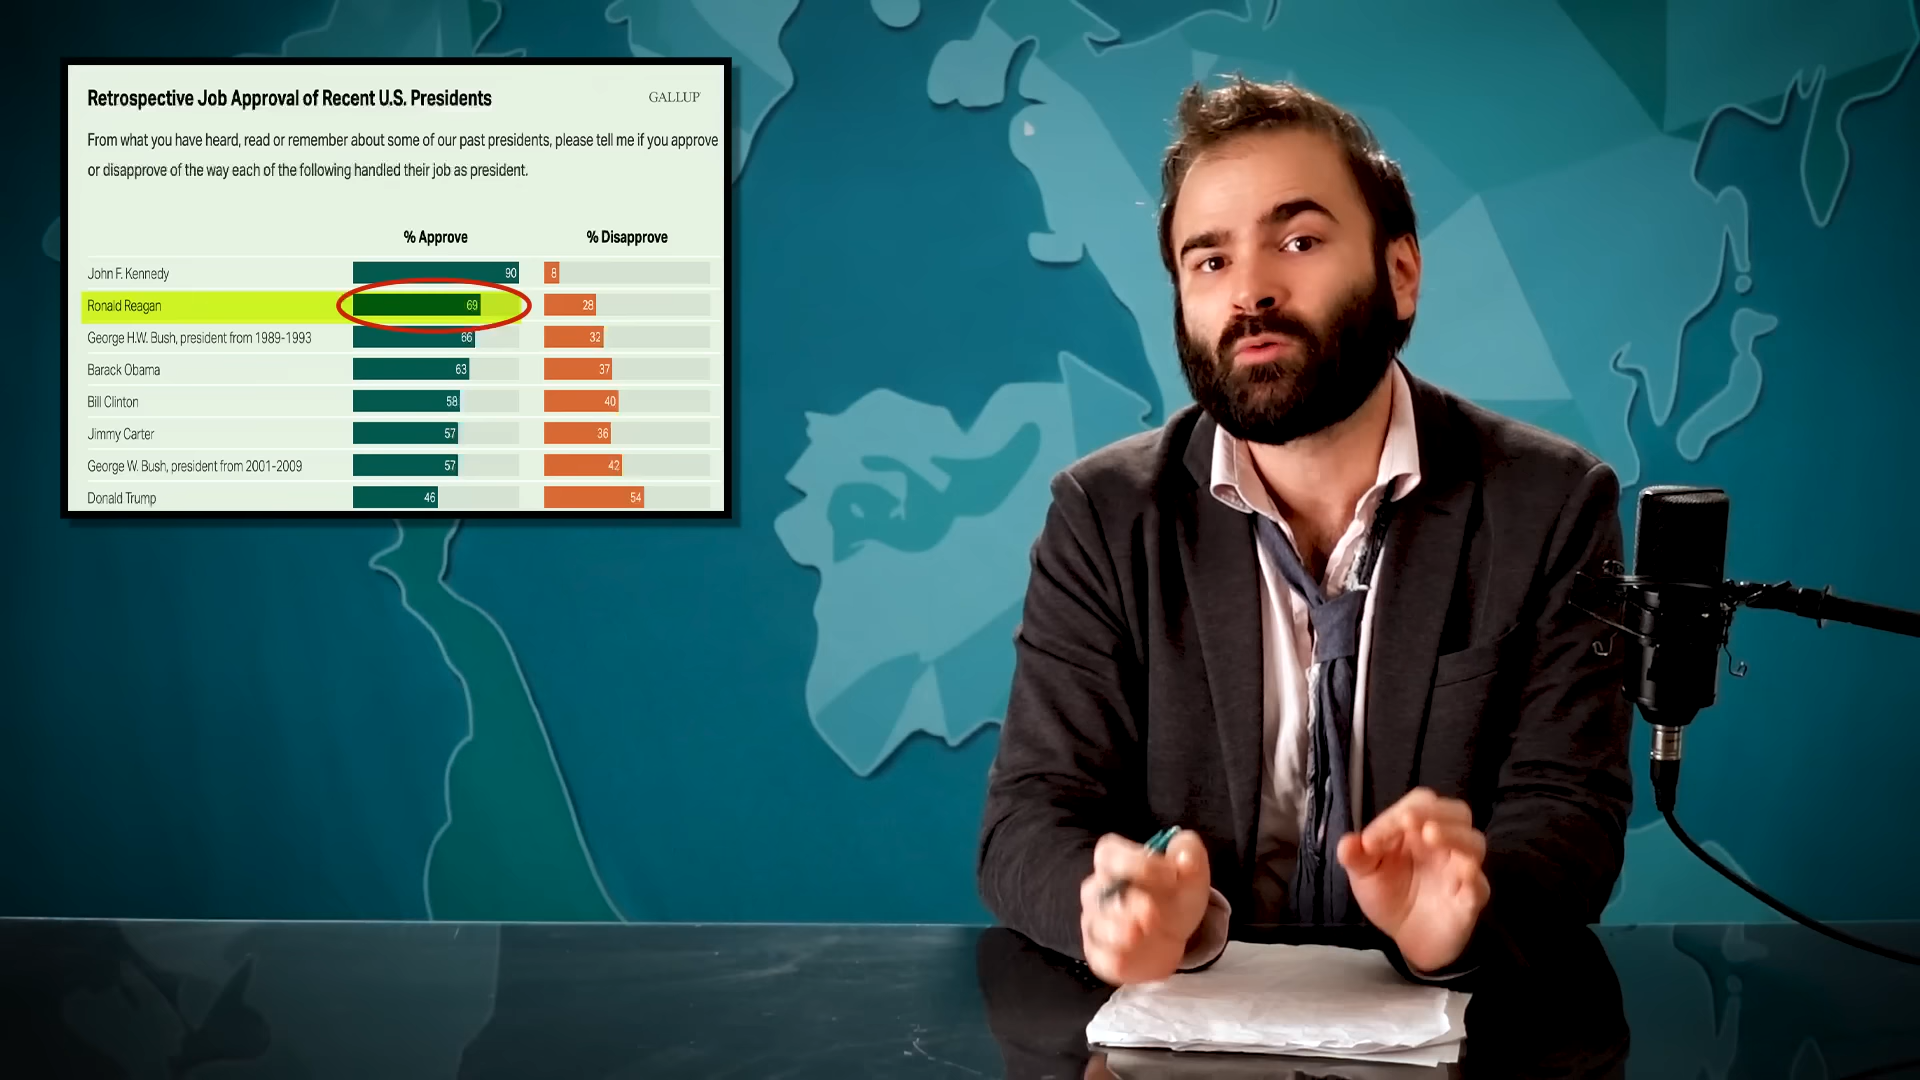 Retrospective Job Approval of Recent U.S. Presidents
GALLUP
From what you have heard, read or remember about some of our past presidents, please tell me if you approve
or disapprove of the way each of the following handled their job as president.
% Approve % Disapprove
John F. Kennedy 90 8
Ronald Reagan 69 28
George H.W. Bush, president from 1989-1993 66 32
Barack Obama 63 37
Bill Clinton 58 40
Jimmy Carter 57 36
George W. Bush, president from 2001-2009 57 42
Donald Trump 46 54